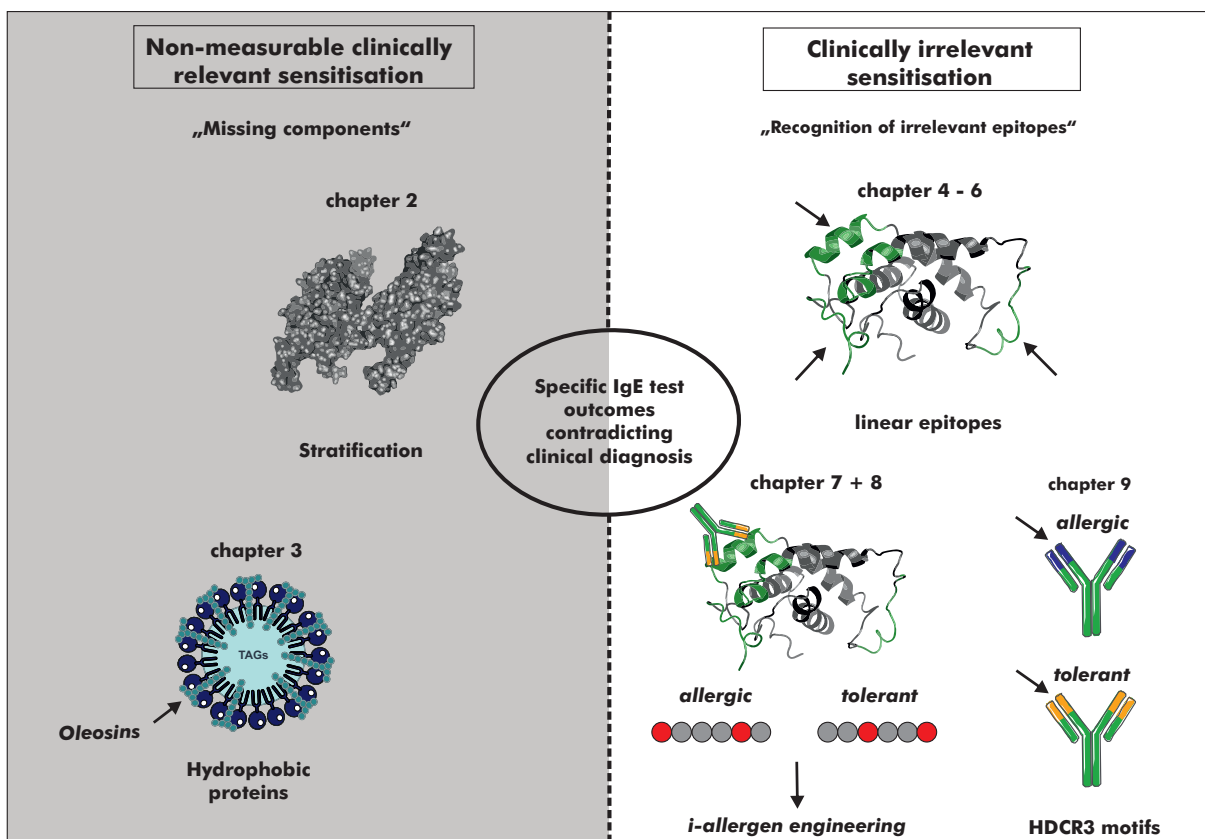 Non-measurable clinically
relevant sensitisation
„Missing components“
chapter 2
Stratification
chapter 3
TAGs
Oleosins
Hydrophobic
proteins
Specific IgE test
outcomes
contradicting
clinical diagnosis
Clinically irrelevant
sensitisation
„Recognition of irrelevant epitopes“
chapter 4 - 6
linear epitopes
chapter 7 + 8
allergic
tolerant
i-allergen engineering
chapter 9
allergic
tolerant
HDCR3 motifs